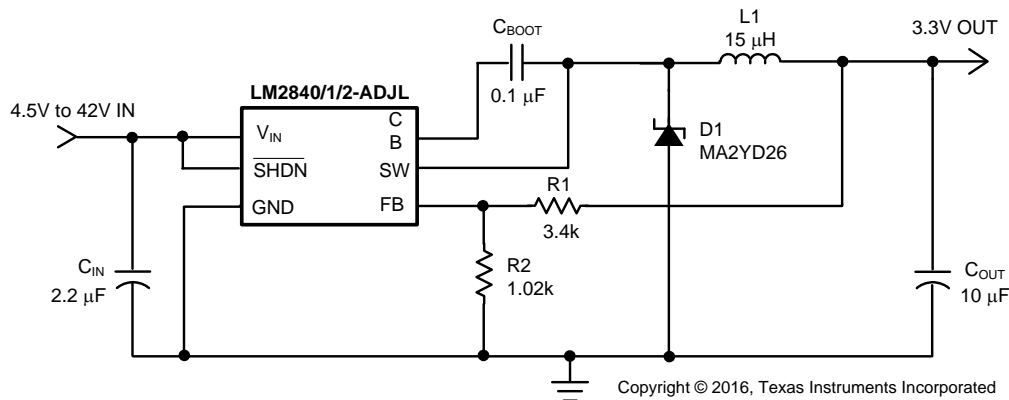 L1
15 μH
3.3V OUT
CBOOT
0.1 μF
LM2840/1/2-ADJL
4.5V to 42V IN
VIN
C
B
SHDN
SW
GND
FB
D1
MA2YD26
R1
3.4k
R2
1.02k
CIN
2.2 μF
COUT
10 μF
Copyright © 2016, Texas Instruments Incorporated